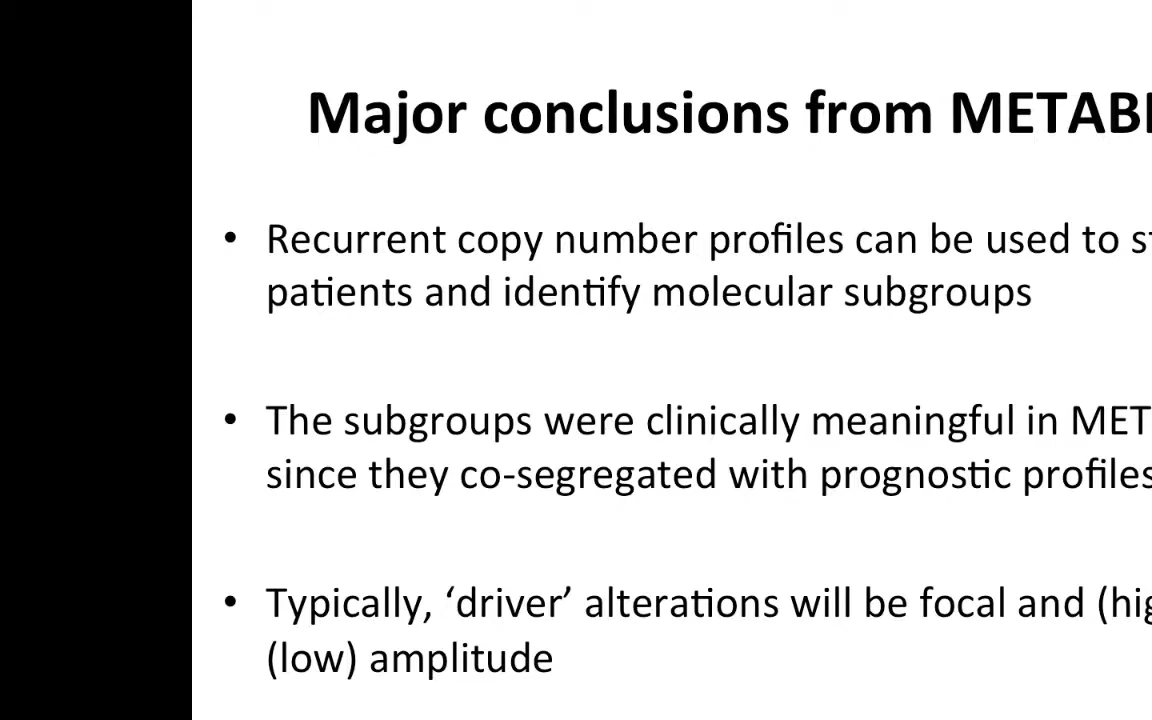 Major conclusions from METAB
• Recurrent copy number profiles can be used to
patients and identify molecular subgroups
• The subgroups were clinically meaningful in MET
since they co-segregated with prognostic profiles
• Typically, ‘driver’ alterations will be focal and (hig
(low) amplitude